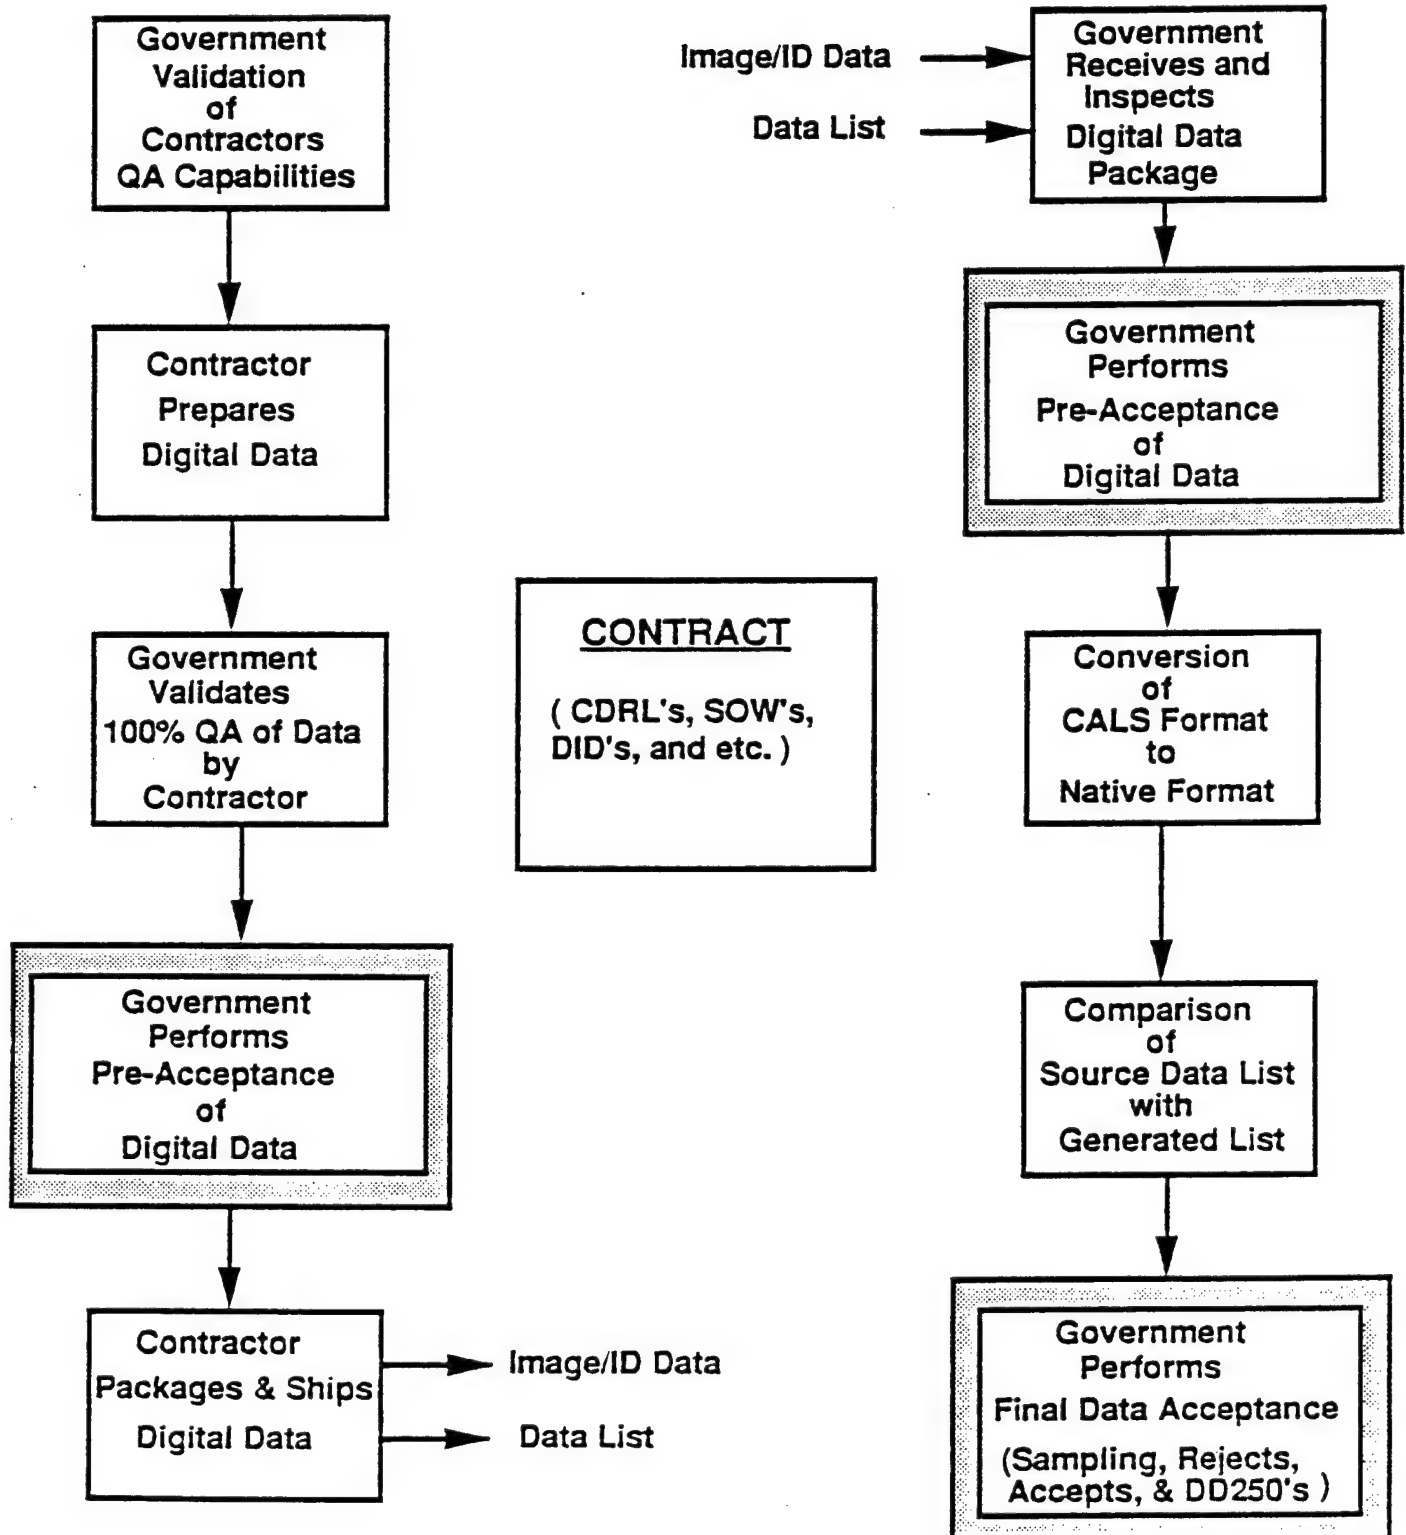 Government
Validation
of
Contractors
QA Capabilities
Contractor
Prepares
Digital Data
Government
Validates
100% QA of Data
by
Contractor
Government
Performs
Pre-Acceptance
of
Digital Data
Contractor
Packages & Ships
Digital Data
Image/ID Data
Data List
CONTRACT
( CDRL's, SOW's,
DID's, and etc. )
Image/ID Data
Data List
Government
Receives and
Inspects
Digital Data
Package
Government
Performs
Pre-Acceptance
of
Digital Data
Conversion
of
CALS Format
to
Native Format
Comparison
of
Source Data List
with
Generated List
Government
Performs
Final Data Acceptance
(Sampling, Rejects,
Accepts, & DD250's )